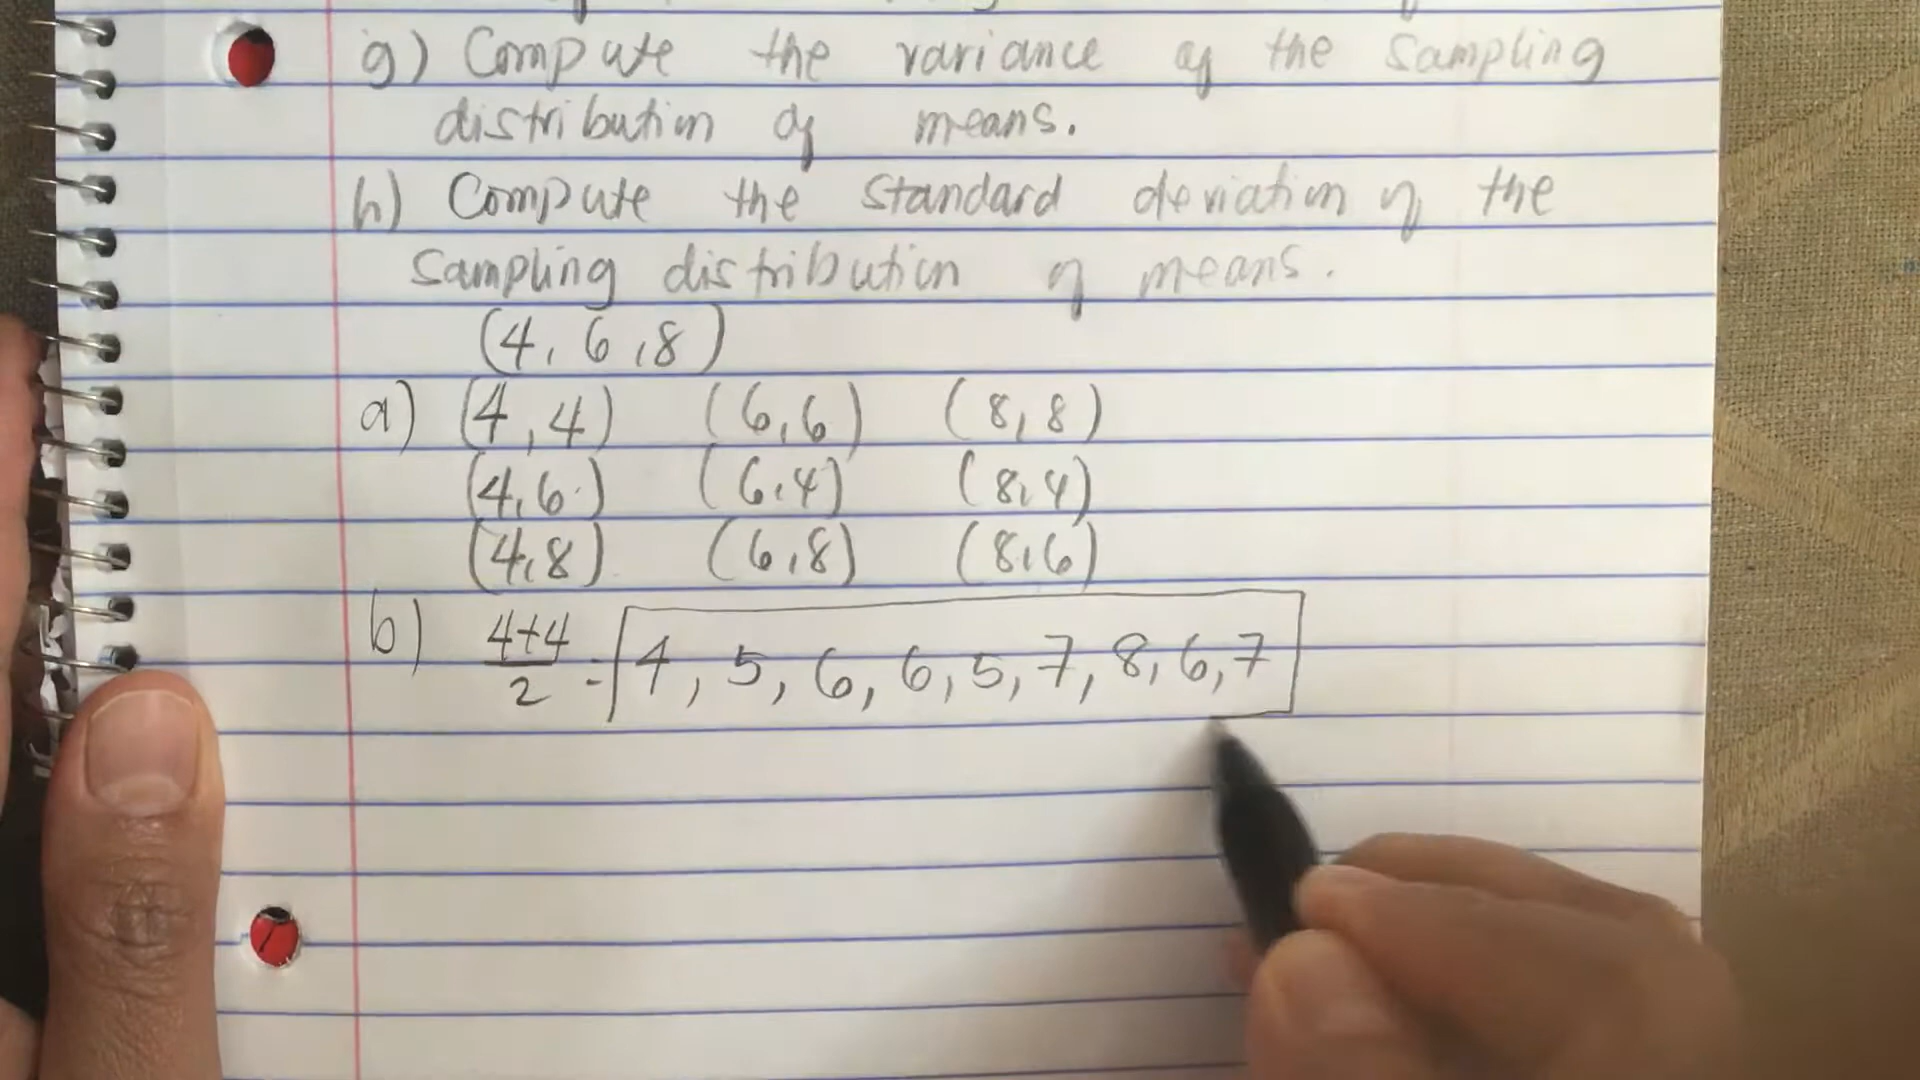 g) Compute the variance of the sampling
distribution of means.
h) Compute the standard deviation of the
sampling distribution of means.
(4, 6, 8)
a) (4, 4) (6, 6) (8, 8)
(4, 6) (6, 4) (8, 4)
(4, 8) (6, 8) (8, 6)
b) 4+4/2 = 4, 5, 6, 6, 5, 7, 8, 6, 7